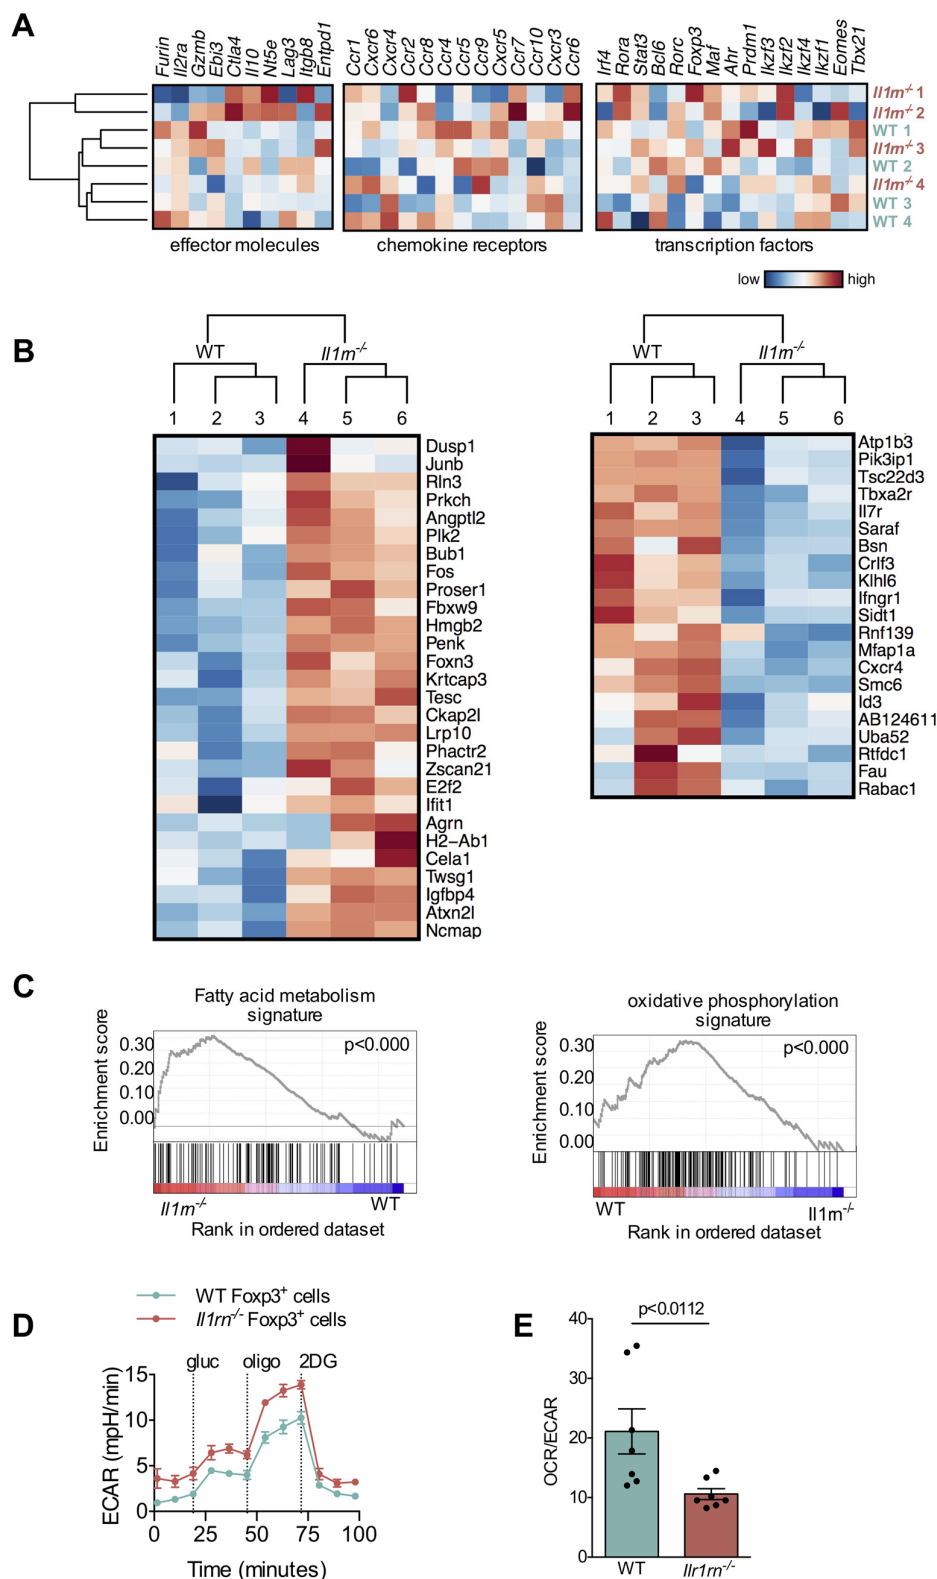 A
Furin Il2ra Gzmb Ebi3 Ctla4 Il10 Nt5e Lag3 Itgb8 Entpd1
Ccr1 Cxcr6 Cxcr4 Ccr2 Ccr8 Ccr4 Ccr5 Ccr9 Cxcr5 Ccr7 Ccr10 Cxcr3 Ccr6
Irf4 Rora Stat3 Bcl6 Rorc Foxp3 Maf Ahr Prdm1 Ikzf3 Ikzf2 Ikzf4 Ikzf1 Eomes Tbx21
Il1rn-/- 1
Il1rn-/- 2
WT 1
Il1rn-/- 3
WT 2
Il1rn-/- 4
WT 3
WT 4
effector molecules
chemokine receptors
transcription factors
low high
B
WT Il1rn-/-
1 2 3 4 5 6
Dusp1
Junb
Rln3
Prkch
Angptl2
Plk2
Bub1
Fos
Proser1
Fbxw9
Hmgb2
Penk
Foxn3
Krtcap3
Tesc
Ckap2l
Lrp10
Phactr2
Zscan21
E2f2
Ifit1
Agrn
H2-Ab1
Cela1
Twsg1
Igfbp4
Atxn2l
Ncmap
WT Il1rn-/-
1 2 3 4 5 6
Atp1b3
Pik3ip1
Tsc22d3
Tbxa2r
Il7r
Saraf
Bsn
Crlf3
Klhl6
Ifngr1
Sidt1
Rnf139
Mfap1a
Cxcr4
Smc6
Id3
AB124611
Uba52
Rtfdc1
Fau
Rabac1
C
Fatty acid metabolism
signature
Enrichment score
0.30
0.20
0.10
0.00
p<0.000
Il1rn-/- WT
Rank in ordered dataset
oxidative phosphorylation
signature
Enrichment score
0.30
0.20
0.10
0.00
p<0.000
WT Il1rn-/-
Rank in ordered dataset
D
WT Foxp3+ cells
Il1rn-/- Foxp3+ cells
gluc oligo 2DG
ECAR (mpH/min)
15
10
5
0
0 25 50 75 100
Time (minutes)
E
p<0.0112
OCR/ECAR
40
30
20
10
0
WT Ilr1rn-/-